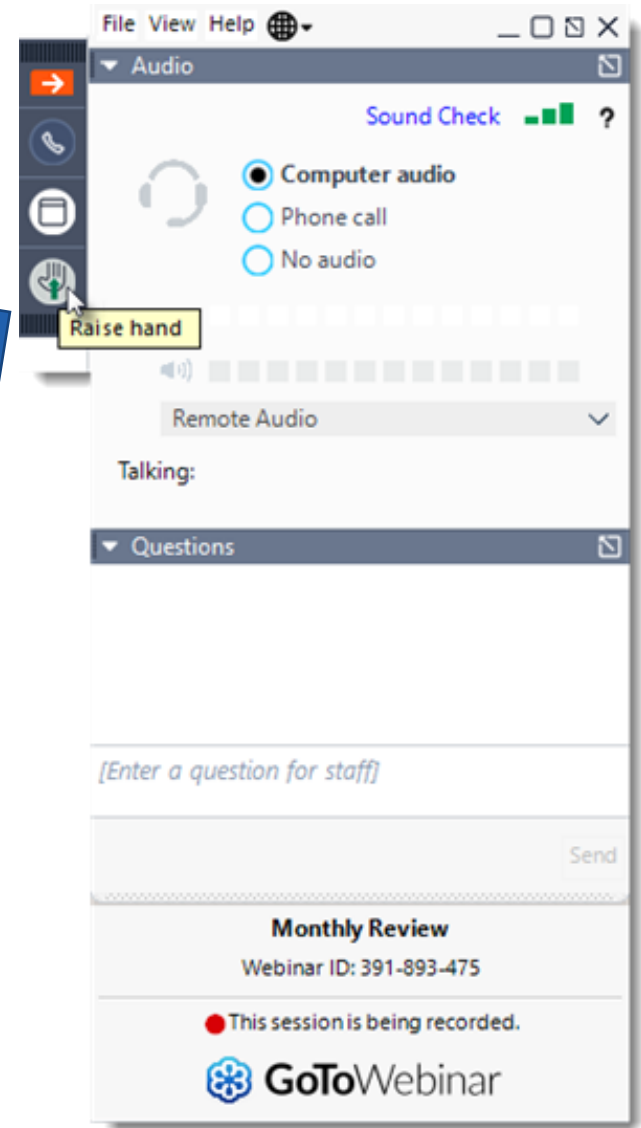 File View Help
Audio
Sound Check ?
Computer audio
Phone call
No audio
Raise hand
Remote Audio
Talking:
Questions
[Enter a question for staff]
Send
Monthly Review
Webinar ID: 391-893-475
This session is being recorded.
GoToWebinar